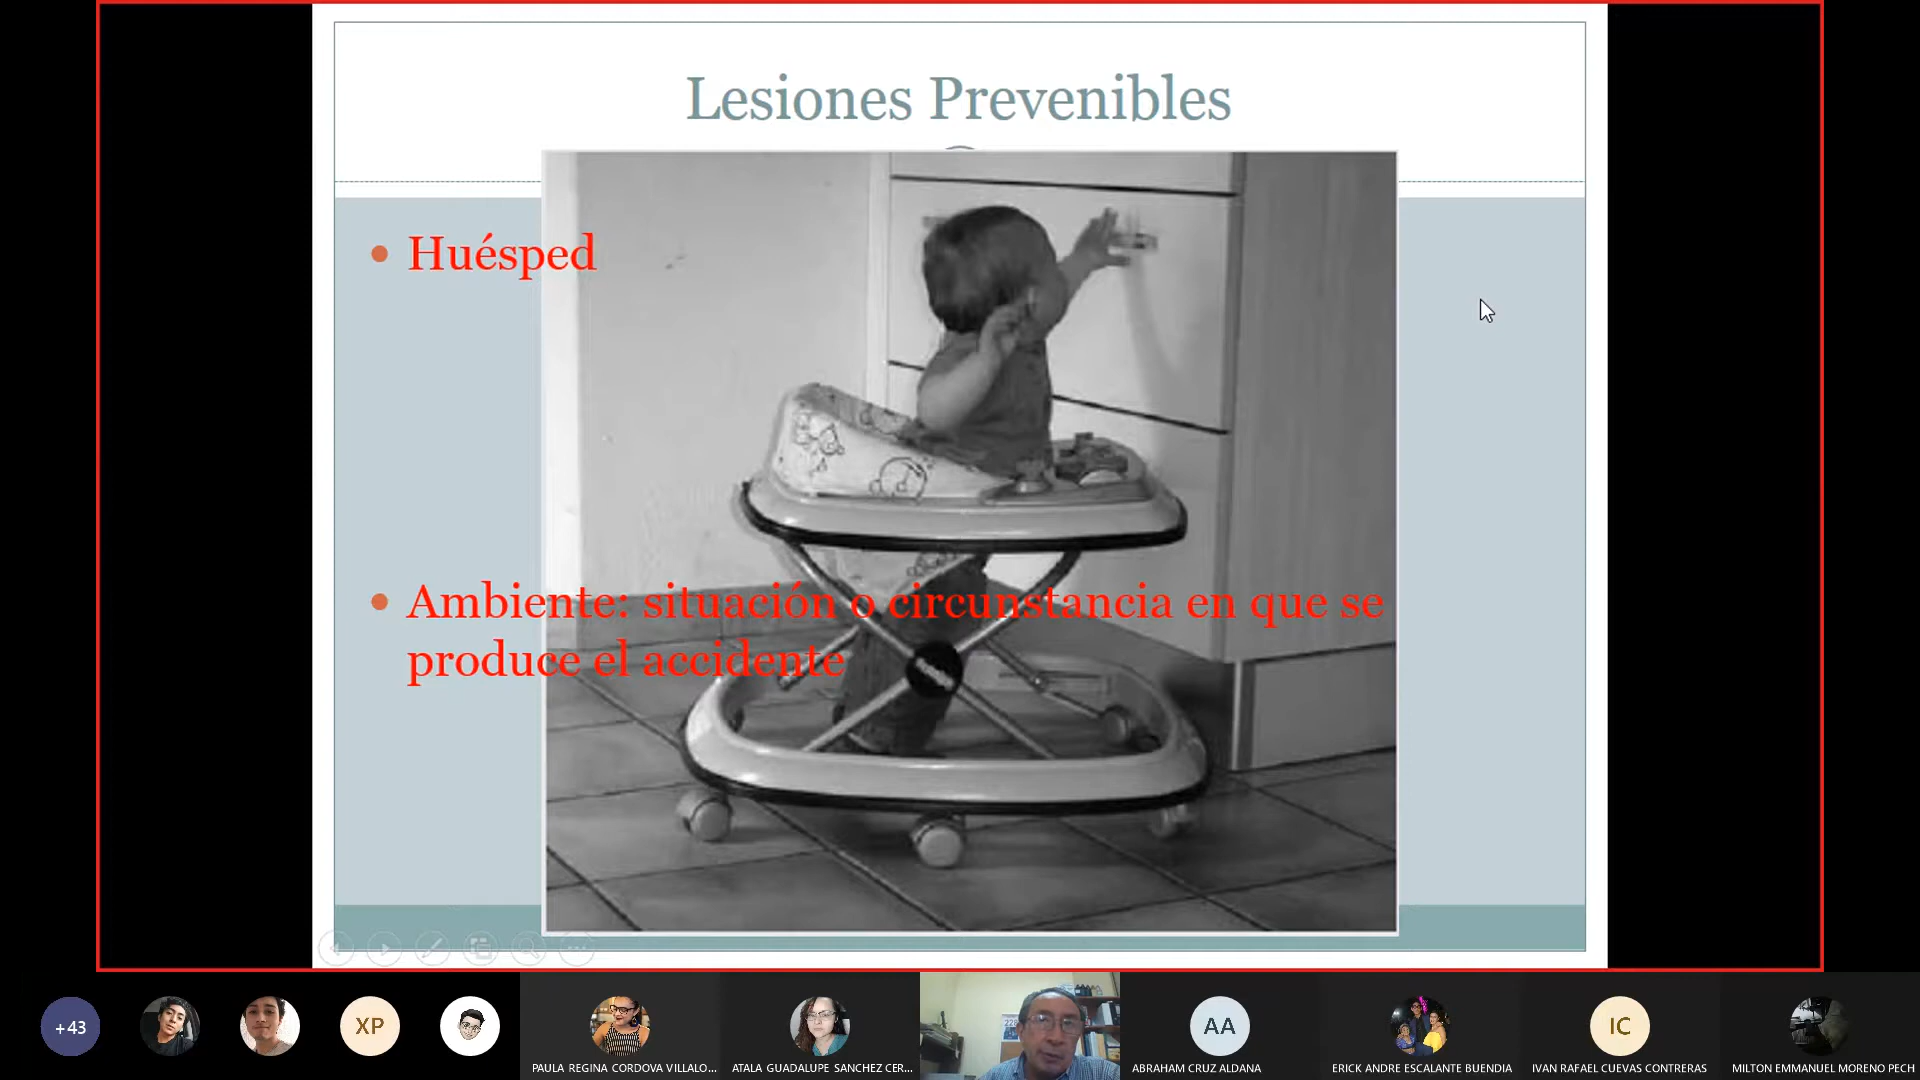 Lesiones Prevenibles
Huésped
Ambiente: situación o circunstancia en que se
produce el accidente
+43
XP
PAULA REGINA CORDOVA VILLALO...
ATALA GUADALUPE SANCHEZ CER...
AA
ABRAHAM CRUZ ALDANA
ERICK ANDRE ESCALANTE BUENDIA
IC
IVAN RAFAEL CUEVAS CONTRERAS
MILTON EMMANUEL MORENO PECH